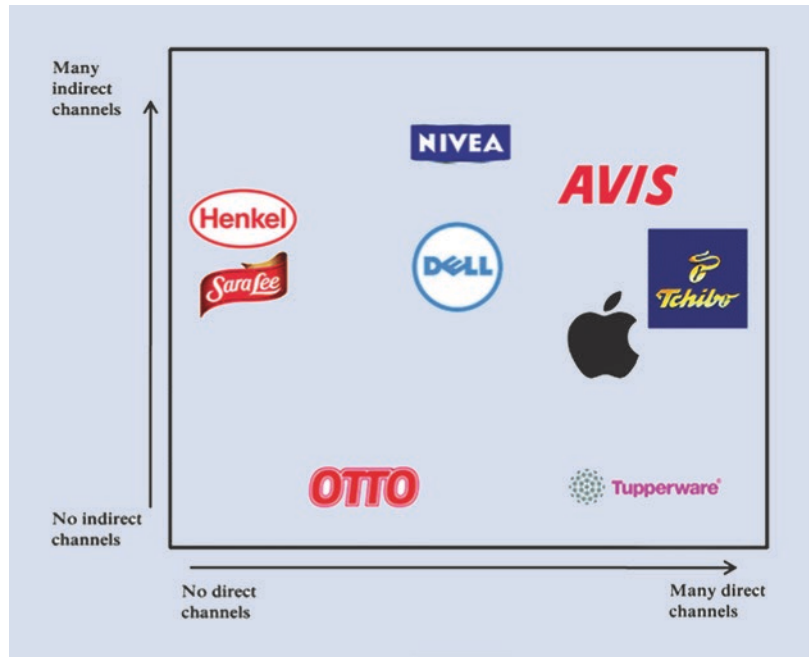 Many
indirect
channels
NIVEA
AVIS
Henkel
DELL
Sara Lee
Tchibo
OTTO
Tupperware®
No indirect
channels
No direct
channels
Many direct
channels